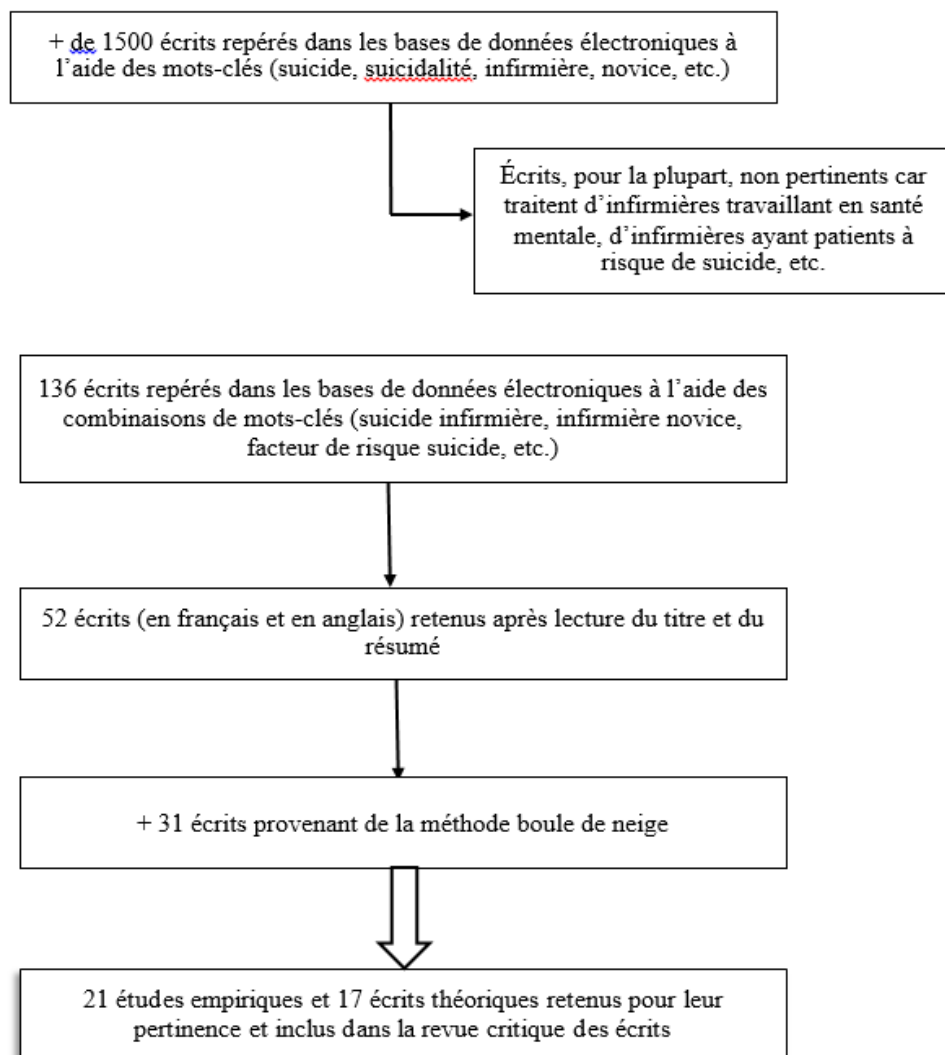 + de 1500 écrits repérés dans les bases de données électroniques à
l'aide des mots-clés (suicide, suicidalité, infirmière, novice, etc.)
Écrits, pour la plupart, non pertinents car
traitent d'infirmières travaillant en santé
mentale, d'infirmières ayant patients à
risque de suicide, etc.
136 écrits repérés dans les bases de données électroniques à l'aide des
combinaisons de mots-clés (suicide infirmière, infirmière novice,
facteur de risque suicide, etc.)
52 écrits (en français et en anglais) retenus après lecture du titre et du
résumé
+ 31 écrits provenant de la méthode boule de neige
21 études empiriques et 17 écrits théoriques retenus pour leur
pertinence et inclus dans la revue critique des écrits